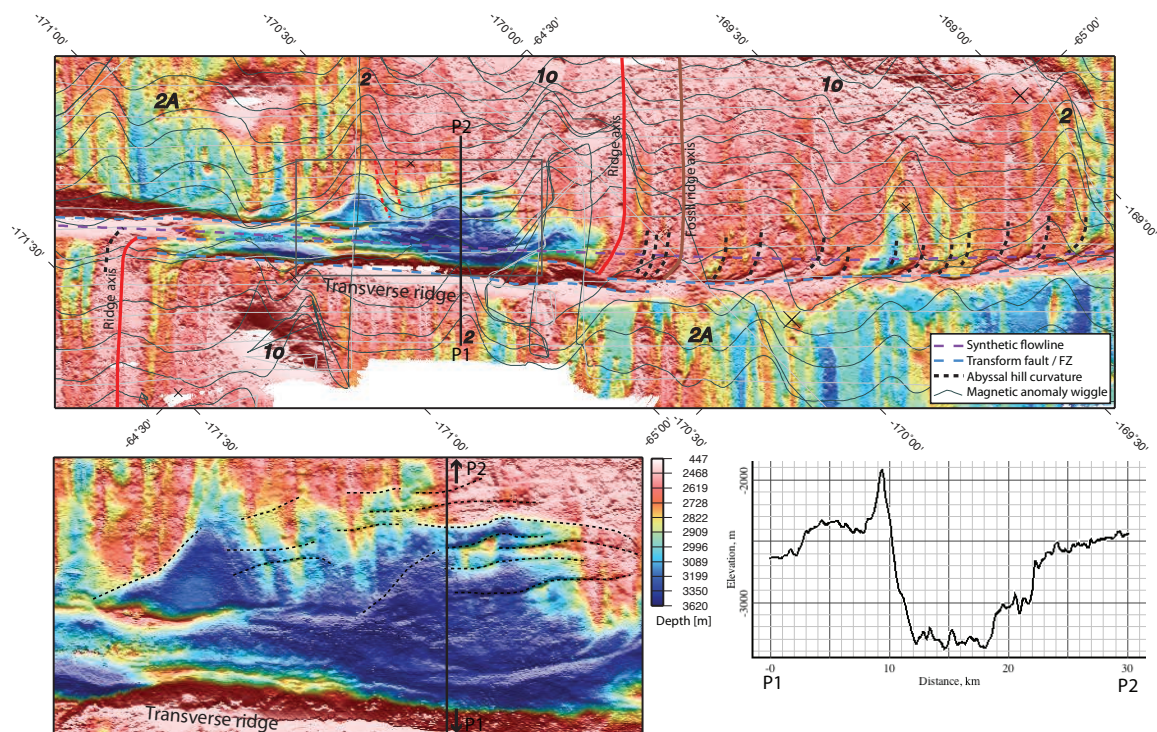 -171°00'
-170°30'
-170°00'
-64°30'
-169°30'
-169°00'
-65°00'
2A
2
1o
1o
2
P2
Ridge axis
Fossil ridge axis
-171°30'
-169°00'
Ridge axis
Transverse ridge
1o
2
2A
P1
Synthetic flowline
Transform fault / FZ
Abyssal hill curvature
Magnetic anomaly wiggle
-64°30'
-171°30'
-171°00'
-65°00'
-170°30'
-170°00'
-169°30'
P2
P1
Transverse ridge
447
2468
2619
2728
2822
2909
2996
3089
3199
3350
3620
Depth [m]
-2000
-3000
Elevation, m
-0
10
20
30
P1
Distance, km
P2